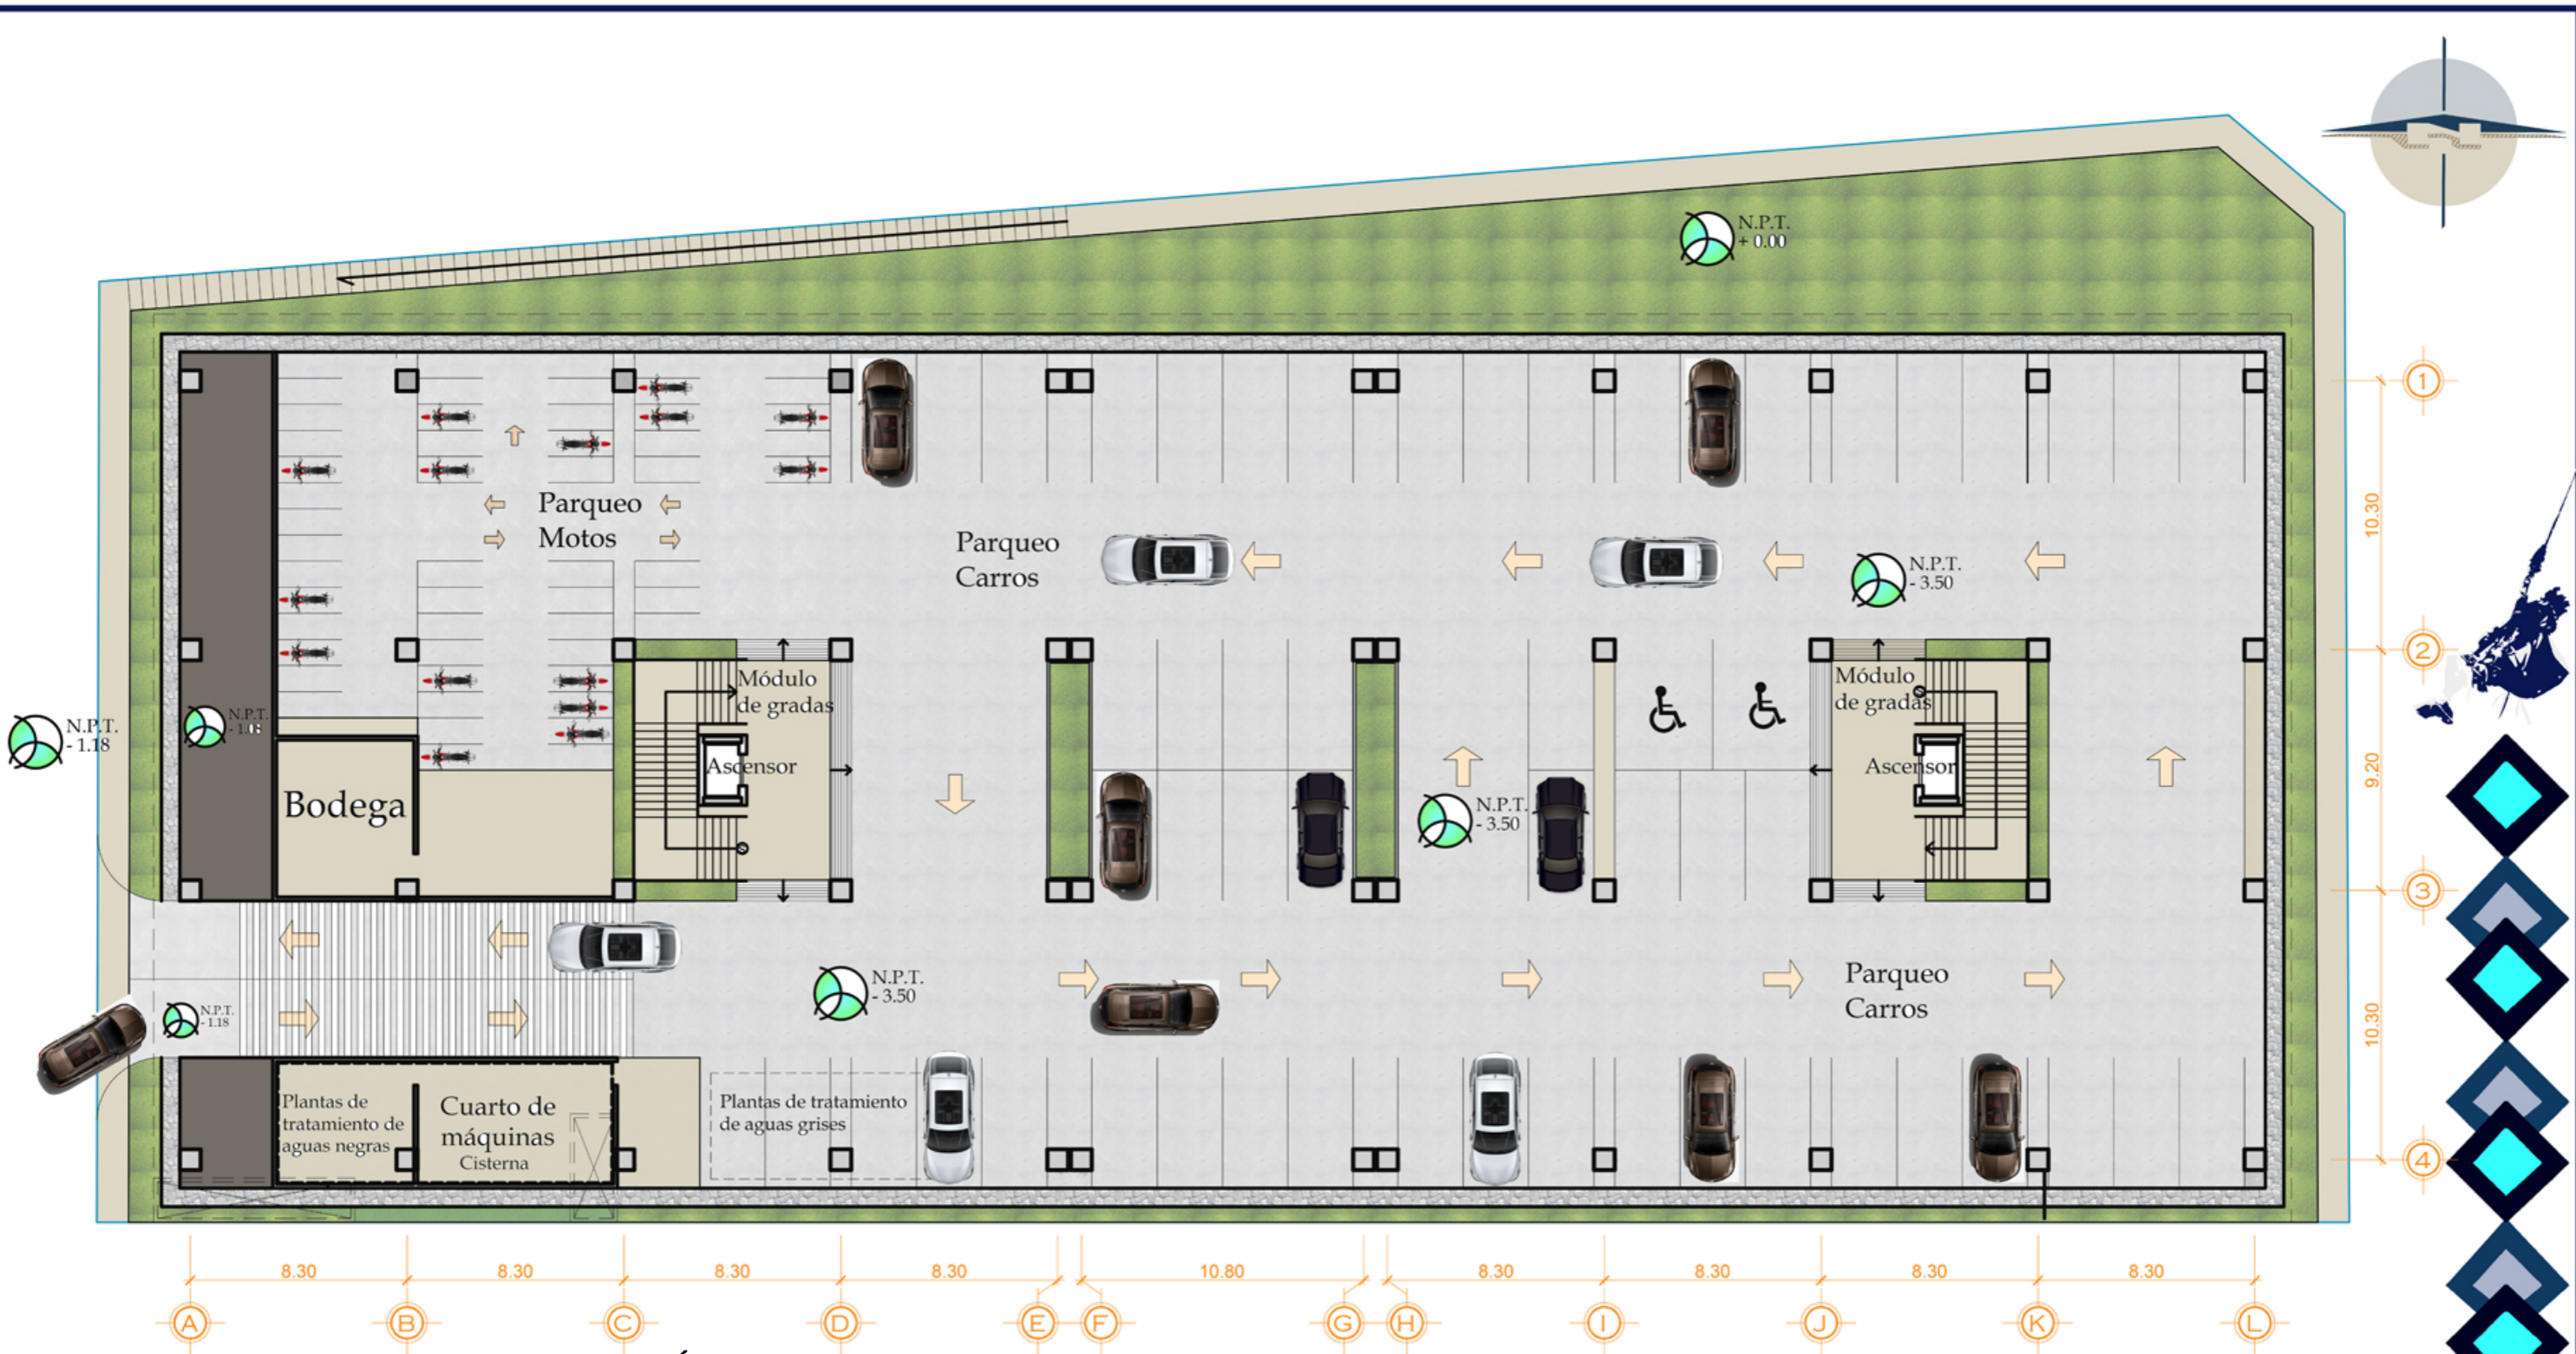 N.P.T.
+ 0.00
1
10.30
Parqueo
Motos
Parqueo
Carros
N.P.T.
- 3.50
2
Módulo
de gradas
Módulo
de gradas
N.P.T.
- 1.18
N.P.T.
Ascensor
Ascensor
9.20
Bodega
N.P.T.
- 3.50
3
N.P.T.
- 3.50
Parqueo
Carros
N.P.T.
- 1.18
10.30
Plantas de
tratamiento de
aguas negras
Cuarto de
máquinas
Cisterna
Plantas de tratamiento
de aguas grises
4
8.30 8.30 8.30 8.30 10.80 8.30 8.30 8.30 8.30
A B C D E F G H I J K L